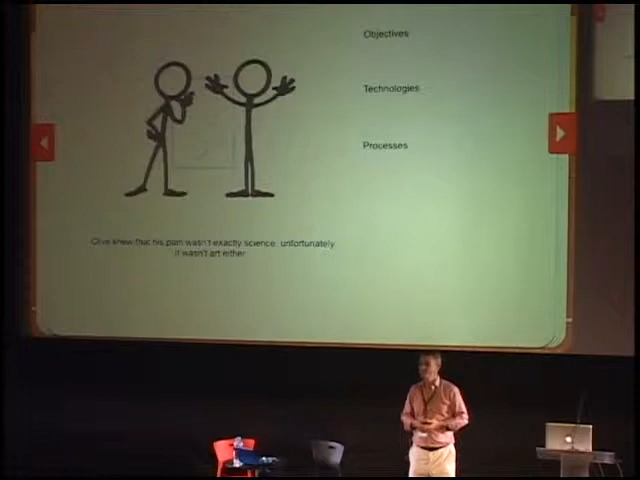 Objectives
Technologies
Processes
Clive knew that his plan wasn't exactly science, unfortunately
it wasn't art either